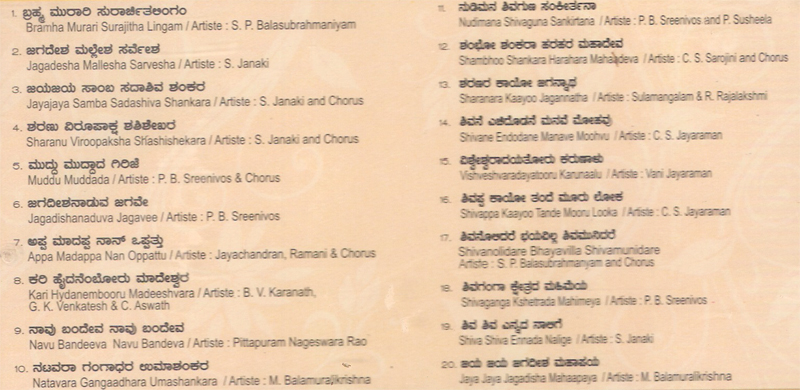 1. ಬ್ರಹ್ಮ ಮುರಾರಿ ಸುರಾರ್ಚಿತಲಿಂಗಂ
Bramha Murari Surajitha Lingam / Artiste : S. P. Balasubrahmaniyam
2. ಜಗದೇಶ ಮಲ್ಲೇಶ ಸರ್ವೇಶ
Jagadesha Mallesha Sarvesha / Artiste : S. Janaki
3. ಜಯಜಯ ಸಾಂಬ ಸದಾಶಿವ ಶಂಕರ
Jayajaya Samba Sadashiva Shankara / Artiste : S. Janaki and Chorus
4. ಶರಣು ವಿರೂಪಾಕ್ಷ ಶಶಿಶೇಖರ
Sharanu Viroopaksha Shashishekara / Artiste : S. Janaki and Chorus
5. ಮುದ್ದು ಮುದ್ದಾದ ಗಿರಿಜೆ
Muddu Muddada / Artiste : P. B. Sreenivos & Chorus
6. ಜಗದೀಶನಾಡುವ ಜಗವೇ
Jagadishanaduva Jagavee / Artiste : P. B. Sreenivos
7. ಅಪ್ಪ ಮಾದಪ್ಪ ನಾನ್ ಒಪ್ಪತ್ತು
Appa Madappa Nan Oppattu / Artiste : Jayachandran, Ramani & Chorus
8. ಕರಿ ಹೈದನೆಂಬೋರು ಮಾದೇಶ್ವರ
Kari Hydanembooru Madeeshvara / Artiste : B. V. Karanath,
G. K. Venkatesh & C. Aswath
9. ನಾವು ಬಂದೇವ ನಾವು ಬಂದೇವ
Navu Bandeeva Navu Bandeva / Artiste : Pittapuram Nageswara Rao
10. ನಟವರಾ ಗಂಗಾಧರ ಉಮಾಶಂಕರ
Natavara Gangaadhara Umashankara / Artiste : M. Balamuralikrishna
11. ನುಡಿಮನ ಶಿವಗುಣ ಸಂಕೀರ್ತನಾ
Nudimana Shivaguna Sankirtana / Artiste : P. B. Sreenivos and P. Susheela
12. ಶಂಭೋ ಶಂಕರಾ ಹರಹರ ಮಹಾದೇವ
Shambhoo Shankara Harahara Mahaadeva / Artiste : C. S. Sarojini and Chorus
13. ಶರಣರ ಕಾಯೋ ಜಗನ್ನಾಥ
Sharanara Kaayoo Jagannatha / Artiste : Sulamangalam & R. Rajalakshmi
14. ಶಿವನೆ ಎಂದೊಡನೆ ಮನವೆ ಮೋಹವು
Shivane Endodane Manave Moohvu / Artiste : C. S. Jayaraman
15. ವಿಶ್ವೇಶ್ವರಾದಯತೋರು ಕರುಣಾಳು
Vishveshvaradayatooru Karunaalu / Artiste : Vani Jayaraman
16. ಶಿವಪ್ಪ ಕಾಯೋ ತಂದೆ ಮೂರು ಲೋಕ
Shivappa Kaayoo Tande Mooru Looka / Artiste : C. S. Jayaraman
17. ಶಿವನೊಲಿದರೆ ಭಯವಿಲ್ಲ ಶಿವಮುನಿದರೆ
Shivanolidare Bhayavilla Shivamunidare
Artiste : S. P. Balasubrahmanyam and Chorus
18. ಶಿವಗಂಗಾ ಕ್ಷೇತ್ರದ ಮಹಿಮೆಯ
Shivaganga Kshetrada Mahimeya / Artiste : P. B. Sreenivos
19. ಶಿವ ಶಿವ ಎನ್ನದ ನಾಲಿಗೆ
Shiva Shiva Ennada Nalige / Artiste : S. Janaki
20. ಜಯ ಜಯ ಜಗದೀಶ ಮಹಾಪಯ
Jaya Jaya Jagadisha Mahaapaya / Artiste : M. Balamuralikrishna